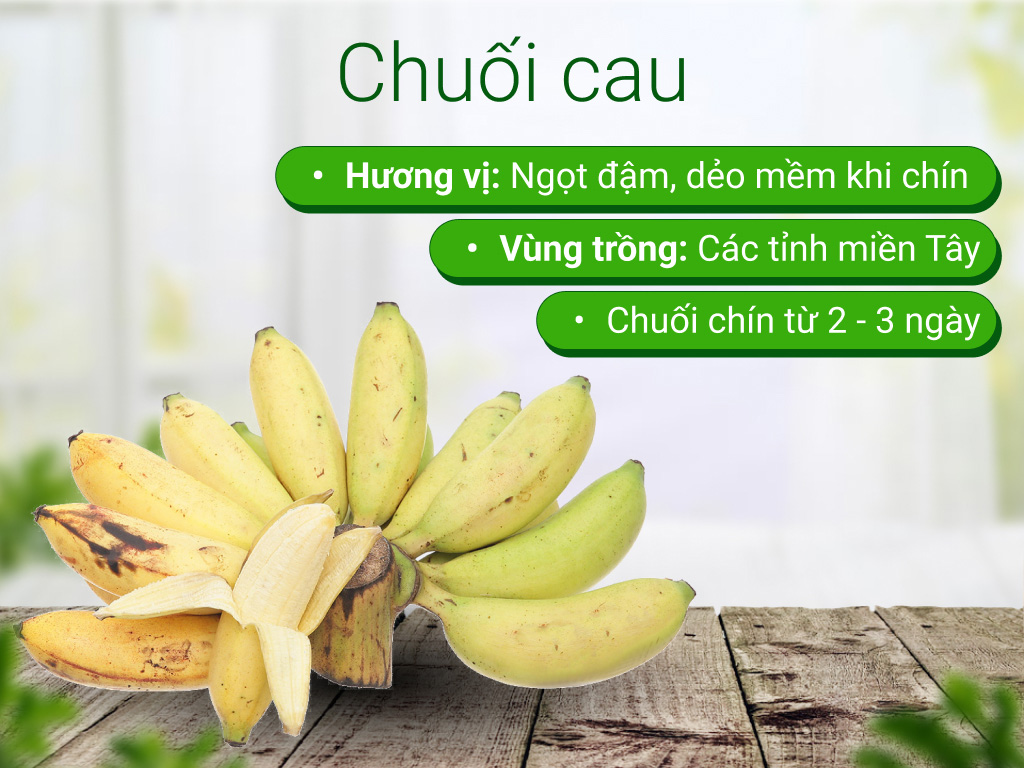 Chuối cau
• Hương vị: Ngọt đậm, dẻo mềm khi chín
• Vùng trồng: Các tỉnh miền Tây
• Chuối chín từ 2 - 3 ngày